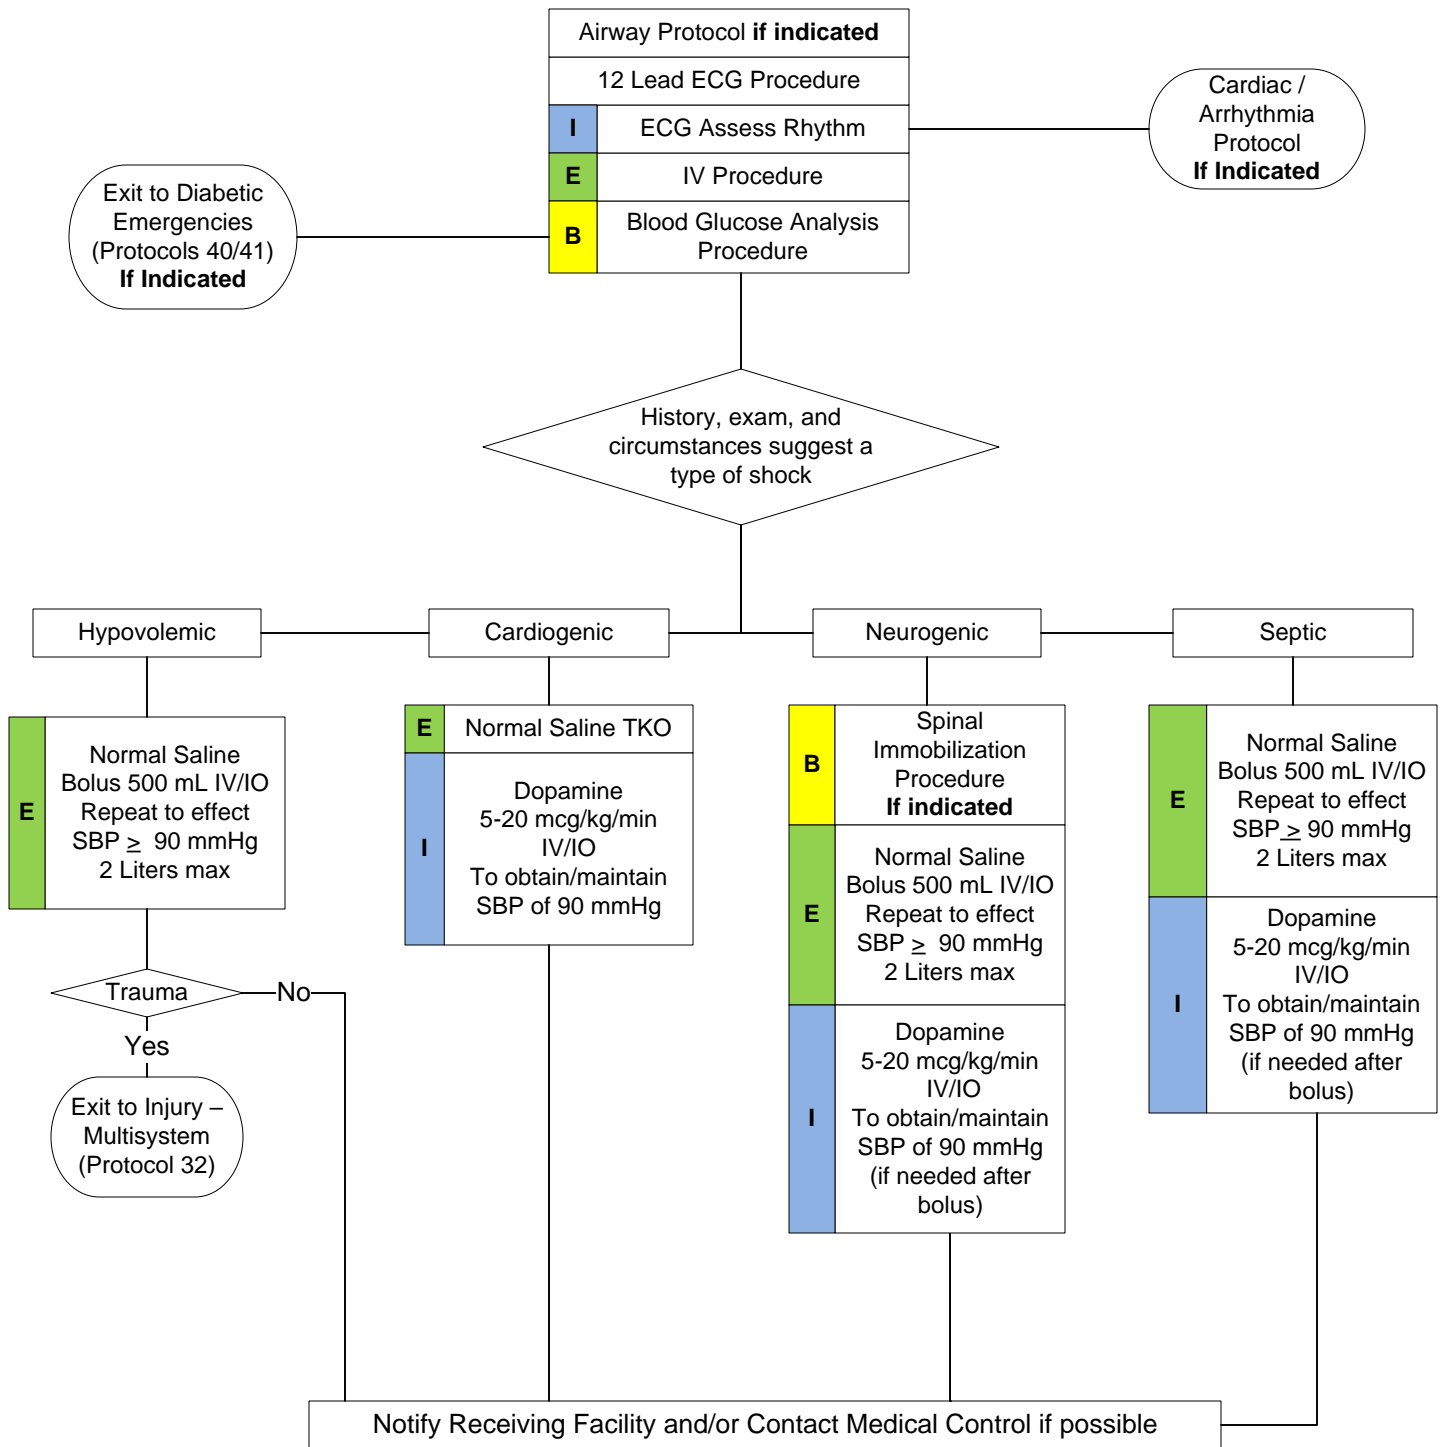 Airway Protocol if indicated
12 Lead ECG Procedure
I
ECG Assess Rhythm
E
IV Procedure
B
Blood Glucose Analysis
Procedure
Cardiac /
Arrhythmia
Protocol
If Indicated
Exit to Diabetic
Emergencies
(Protocols 40/41)
If Indicated
History, exam, and
circumstances suggest a
type of shock
Hypovolemic
Cardiogenic
Neurogenic
Septic
E
Normal Saline
Bolus 500 mL IV/IO
Repeat to effect
SBP ≥ 90 mmHg
2 Liters max
Trauma
No
Yes
Exit to Injury –
Multisystem
(Protocol 32)
E
Normal Saline TKO
I
Dopamine
5-20 mcg/kg/min
IV/IO
To obtain/maintain
SBP of 90 mmHg
B
Spinal
Immobilization
Procedure
If indicated
E
Normal Saline
Bolus 500 mL IV/IO
Repeat to effect
SBP ≥ 90 mmHg
2 Liters max
I
Dopamine
5-20 mcg/kg/min
IV/IO
To obtain/maintain
SBP of 90 mmHg
(if needed after
bolus)
E
Normal Saline
Bolus 500 mL IV/IO
Repeat to effect
SBP ≥ 90 mmHg
2 Liters max
I
Dopamine
5-20 mcg/kg/min
IV/IO
To obtain/maintain
SBP of 90 mmHg
(if needed after
bolus)
Notify Receiving Facility and/or Contact Medical Control if possible